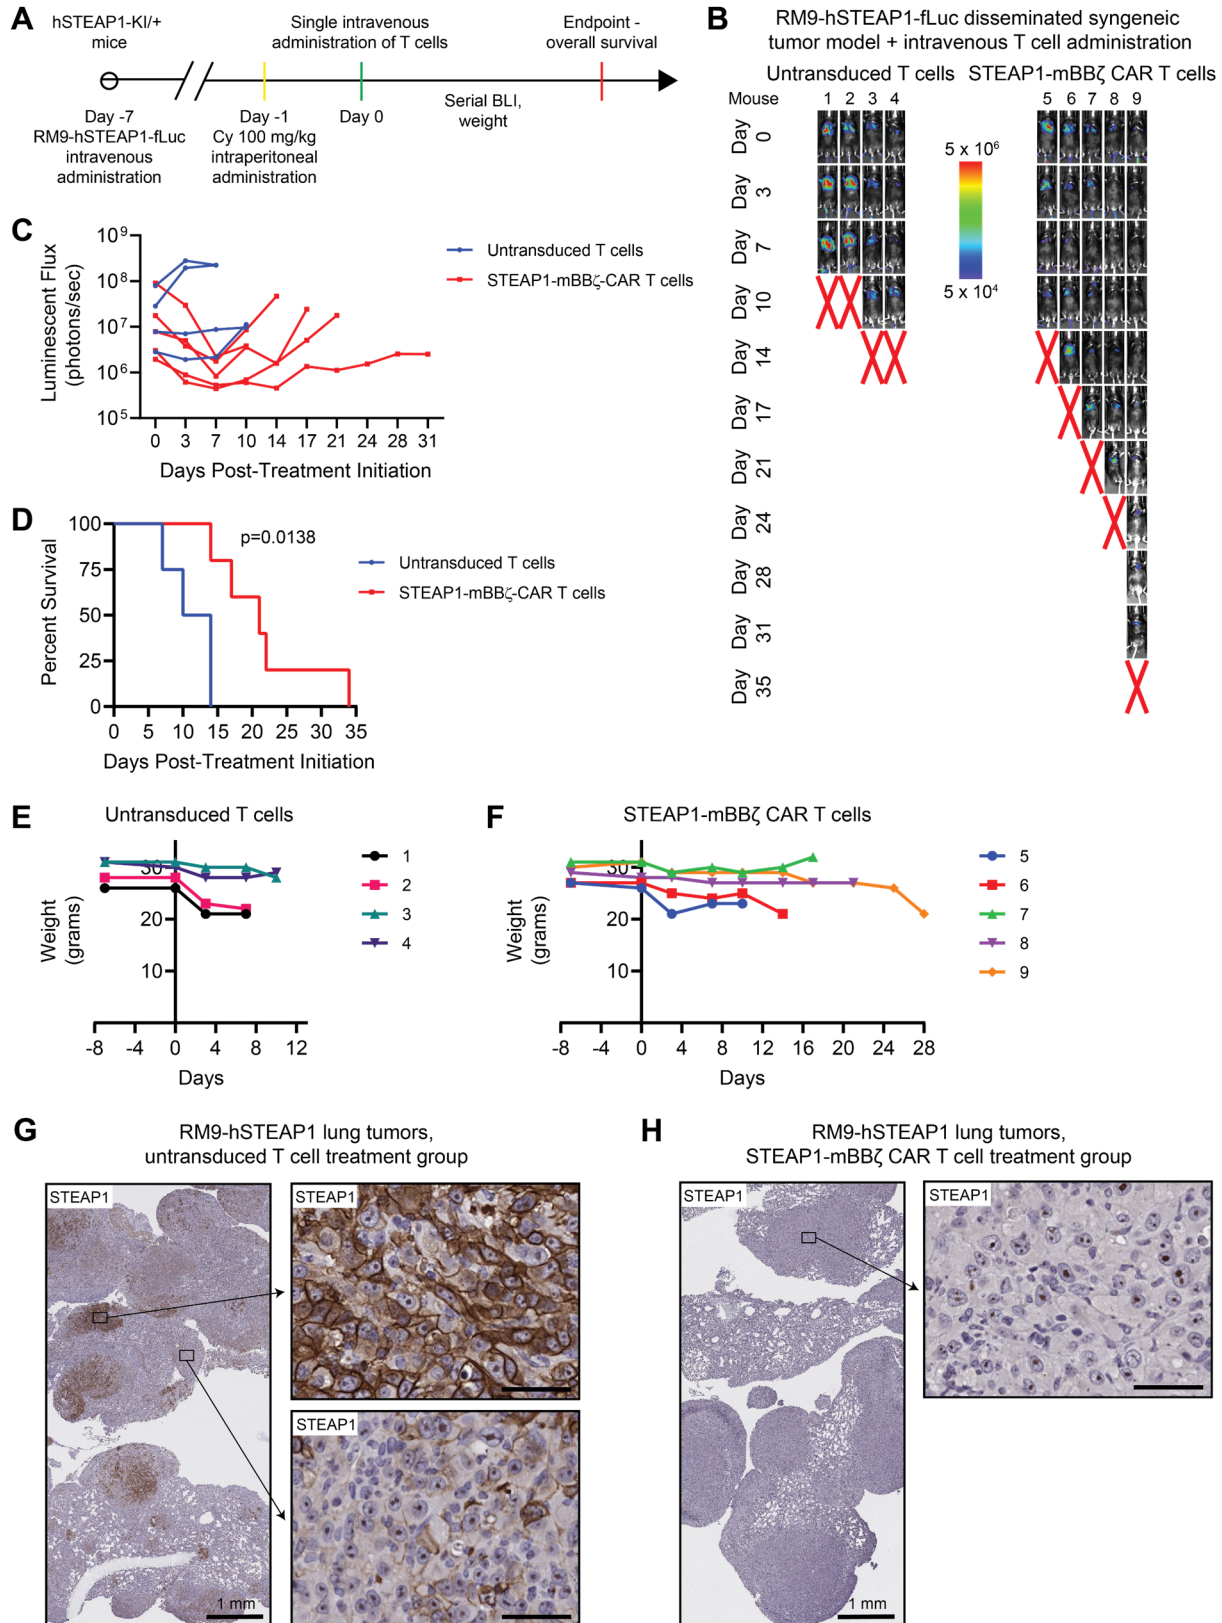 A
hSTEAP1-KI/+
mice
Single intravenous
administration of T cells
Endpoint -
overall survival
Day -7
RM9-hSTEAP1-fLuc
intravenous
administration
Day -1
Cy 100 mg/kg
intraperitoneal
administration
Day 0
Serial BLI,
weight
B
RM9-hSTEAP1-fLuc disseminated syngeneic
tumor model + intravenous T cell administration
Untransduced T cells
STEAP1-mBBζ CAR T cells
Mouse 1 2 3 4 5 6 7 8 9
Day 0
Day 3
Day 7
Day 10
Day 14
Day 17
Day 21
Day 24
Day 28
Day 31
Day 35
5 x 10⁶
5 x 10⁴
C
Luminescent Flux
(photons/sec)
10⁹
10⁸
10⁷
10⁶
10⁵
0 3 7 10 14 17 21 24 28 31
Days Post-Treatment Initiation
Untransduced T cells
STEAP1-mBBζ-CAR T cells
D
Percent Survival
100
75
50
25
0
0 5 10 15 20 25 30 35
Days Post-Treatment Initiation
p=0.0138
Untransduced T cells
STEAP1-mBBζ-CAR T cells
E
Untransduced T cells
Weight
(grams)
30
20
10
-8 -4 0 4 8 12
Days
1
2
3
4
F
STEAP1-mBBζ CAR T cells
Weight
(grams)
30
20
10
-8 -4 0 4 8 12 16 20 24 28
Days
5
6
7
8
9
G
RM9-hSTEAP1 lung tumors,
untransduced T cell treatment group
STEAP1
STEAP1
STEAP1
1 mm
H
RM9-hSTEAP1 lung tumors,
STEAP1-mBBζ CAR T cell treatment group
STEAP1
STEAP1
1 mm